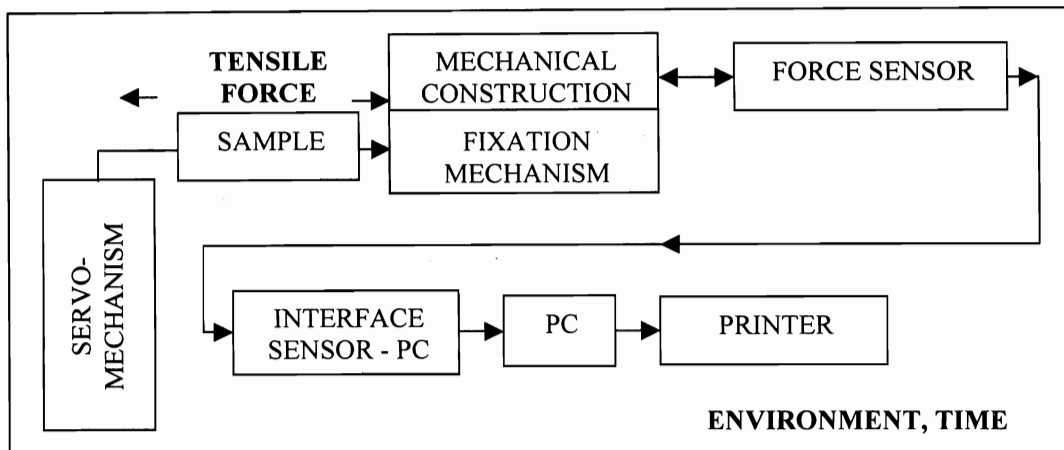 TENSILE
FORCE
MECHANICAL
CONSTRUCTION
FORCE SENSOR
SAMPLE
FIXATION
MECHANISM
SERVO-
MECHANISM
INTERFACE
SENSOR - PC
PC
PRINTER
ENVIRONMENT, TIME